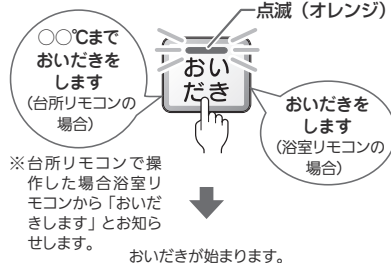 点滅（オレンジ）
○○℃まで
おいだきを
します
（台所リモコンの
場合）
おい
だき
おいだきを
します
（浴室リモコンの
場合）
※台所リモコンで操
作した場合浴室リ
モコンから「おいだ
きします」とお知ら
せします。
おいだきが始まります。